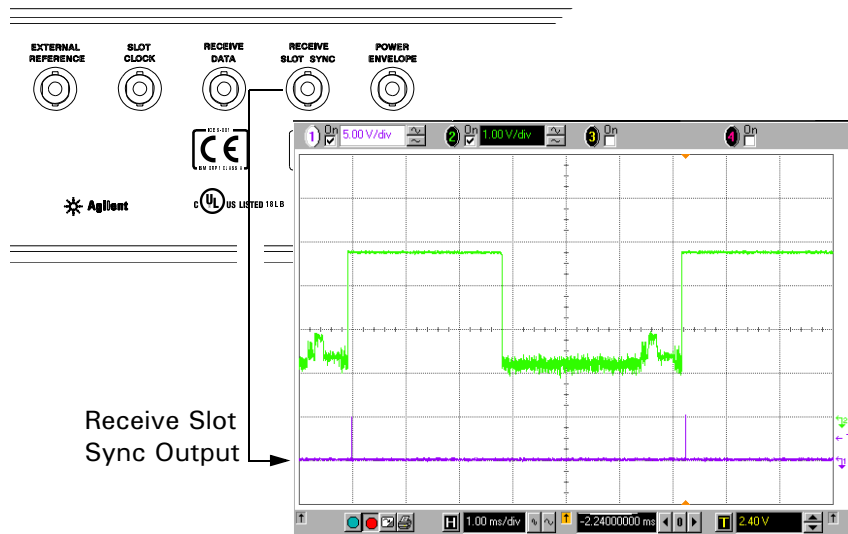 EXTERNAL REFERENCE
SLOT CLOCK
RECEIVE DATA
RECEIVE SLOT SYNC
POWER ENVELOPE
1 On 5.00 V/div
2 On 1.00 V/div
3 On
4 On
CE
Agilent
C UL US LISTED 18LB
Receive Slot
Sync Output
H 1.00 ms/div T -2.24000000 ms 0 T 2.40 V